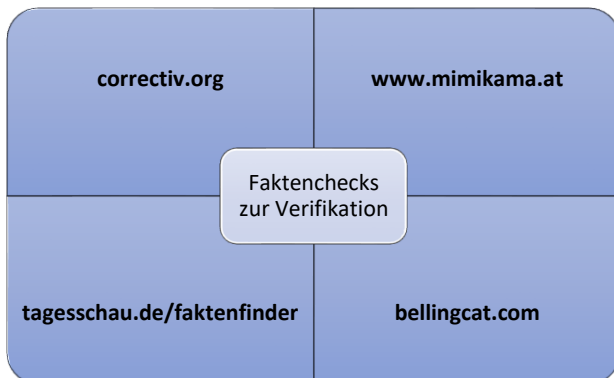 correctiv.org
www.mimikama.at
Faktenchecks
zur Verifikation
tagesschau.de/faktenfinder
bellingcat.com